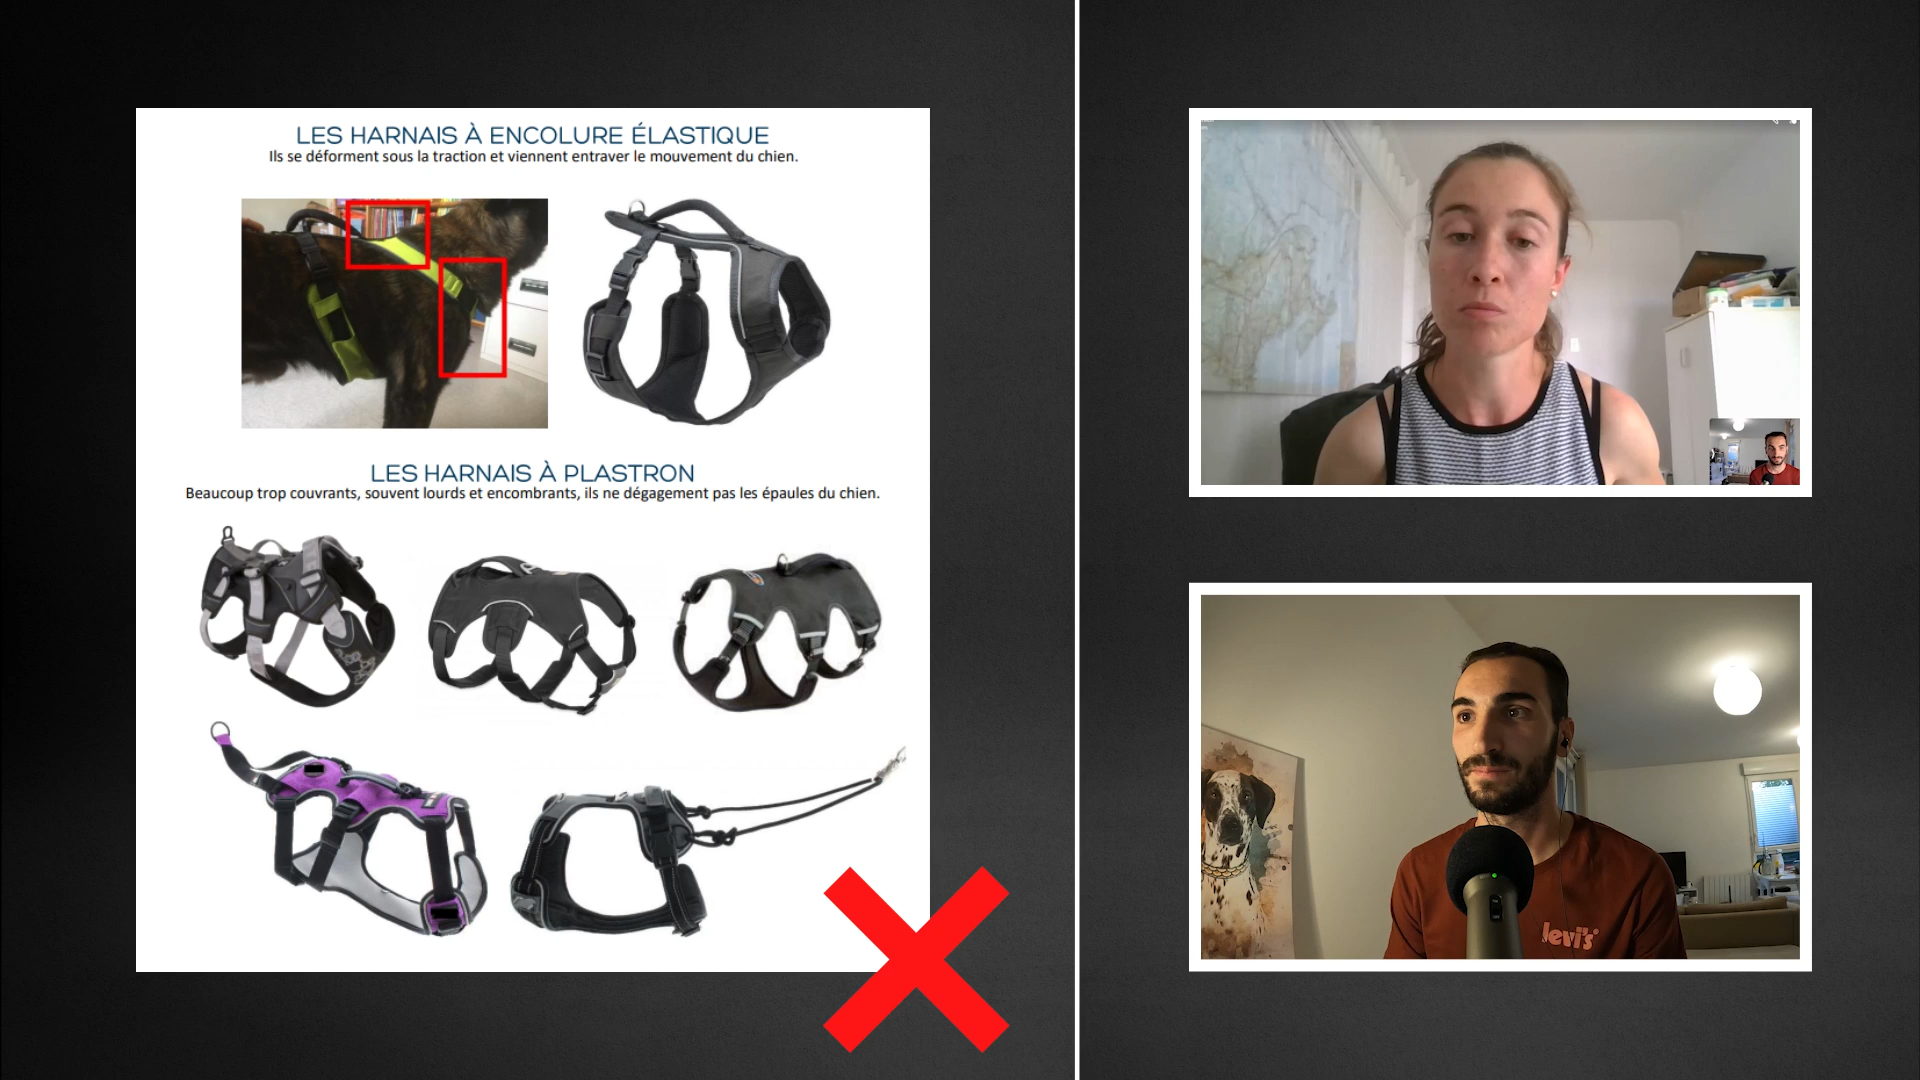 LES HARNAIS À ENCOLURE ÉLASTIQUE
Ils se déforment sous la traction et viennent entraver le mouvement du chien.
LES HARNAIS À PLASTRON
Beaucoup trop couvrants, souvent lourds et encombrants, ils ne dégagement pas les épaules du chien.
levi's